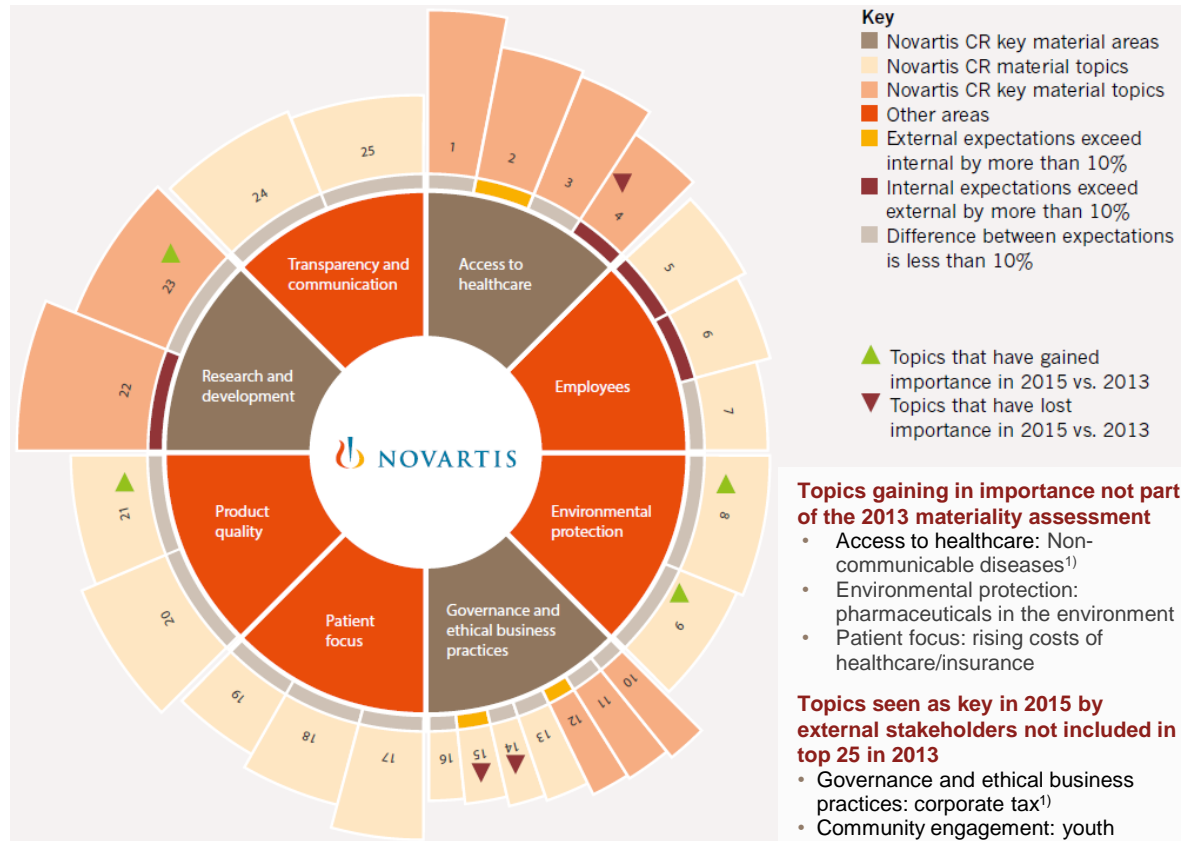 Key
Novartis CR key material areas
Novartis CR material topics
Novartis CR key material topics
Other areas
External expectations exceed
internal by more than 10%
Internal expectations exceed
external by more than 10%
Difference between expectations
is less than 10%
Topics that have gained
importance in 2015 vs. 2013
Topics that have lost
importance in 2015 vs. 2013
1
2
3
4
5
6
7
8
9
10
11
12
13
14
15
16
17
18
19
20
21
22
23
24
25
Transparency and
communication
Access to
healthcare
Research and
development
Employees
NOVARTIS
Product
quality
Environmental
protection
Patient
focus
Governance and
ethical business
practices
Topics gaining in importance not part
of the 2013 materiality assessment
• Access to healthcare: Non-
communicable diseases1)
• Environmental protection:
pharmaceuticals in the environment
• Patient focus: rising costs of
healthcare/insurance
Topics seen as key in 2015 by
external stakeholders not included in
top 25 in 2013
• Governance and ethical business
practices: corporate tax1)
• Community engagement: youth